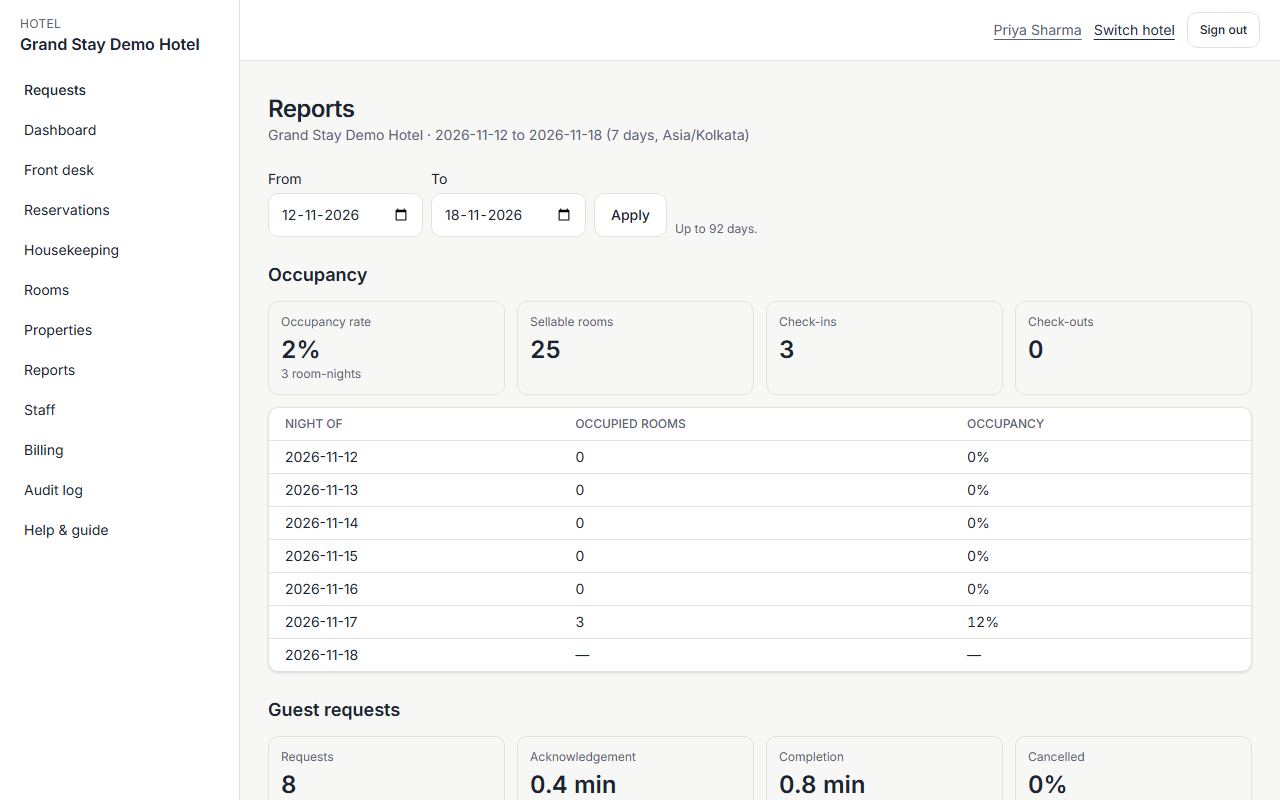 HOTEL
Grand Stay Demo Hotel
Requests
Dashboard
Front desk
Reservations
Housekeeping
Rooms
Properties
Reports
Staff
Billing
Audit log
Help & guide
Priya Sharma Switch hotel Sign out
Reports
Grand Stay Demo Hotel · 2026-11-12 to 2026-11-18 (7 days, Asia/Kolkata)
From To
12-11-2026 18-11-2026 Apply Up to 92 days.
Occupancy
Occupancy rate Sellable rooms Check-ins Check-outs
2% 25 3 0
3 room-nights
NIGHT OF OCCUPIED ROOMS OCCUPANCY
2026-11-12 0 0%
2026-11-13 0 0%
2026-11-14 0 0%
2026-11-15 0 0%
2026-11-16 0 0%
2026-11-17 3 12%
2026-11-18 — —
Guest requests
Requests Acknowledgement Completion Cancelled
8 0.4 min 0.8 min 0%